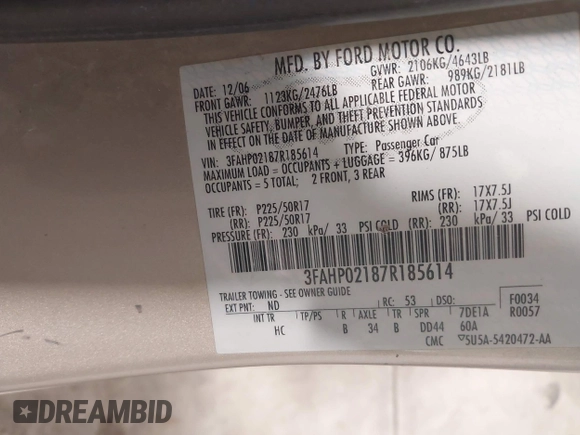 MFD. BY FORD MOTOR CO.
DATE: 12/06 GVWR: 2106KG/4643LB
FRONT GAWR: 1123KG/2476LB REAR GAWR: 989KG/2181LB
THIS VEHICLE CONFORMS TO ALL APPLICABLE FEDERAL MOTOR
VEHICLE SAFETY, BUMPER, AND THEFT PREVENTION STANDARDS
IN EFFECT ON THE DATE OF MANUFACTURE SHOWN ABOVE.
VIN: 3FAHP02187R185614 TYPE: Passenger Car
MAXIMUM LOAD = OCCUPANTS + LUGGAGE = 396KG/ 875LB
OCCUPANTS = 5 TOTAL; 2 FRONT, 3 REAR
TIRE (FR): P225/50R17 RIMS (FR): 17X7.5J
(RR): P225/50R17 (RR): 17X7.5J
PRESSURE (FR): 230 kPa/ 33 PSI COLD (RR): 230 kPa/ 33 PSI COLD
3FAHP02187R185614
TRAILER TOWING - SEE OWNER GUIDE
EXT PNT: ND RC: 53 DSO: F0034
INT TR TP/PS R AXLE TR SPR 7DE1A R0057
HC B 34 B DD44 60A
CMC 5U5A-5420472-AA
DREAMBID